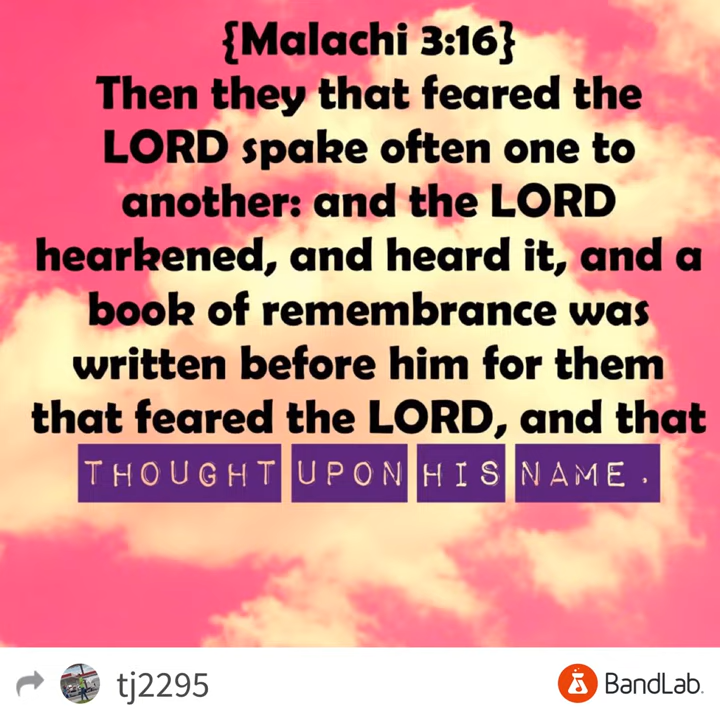 {Malachi 3:16}
Then they that feared the
LORD spake often one to
another: and the LORD
hearkened, and heard it, and a
book of remembrance was
written before him for them
that feared the LORD, and that
THOUGHT UPON HIS NAME.
tj2295
BandLab.